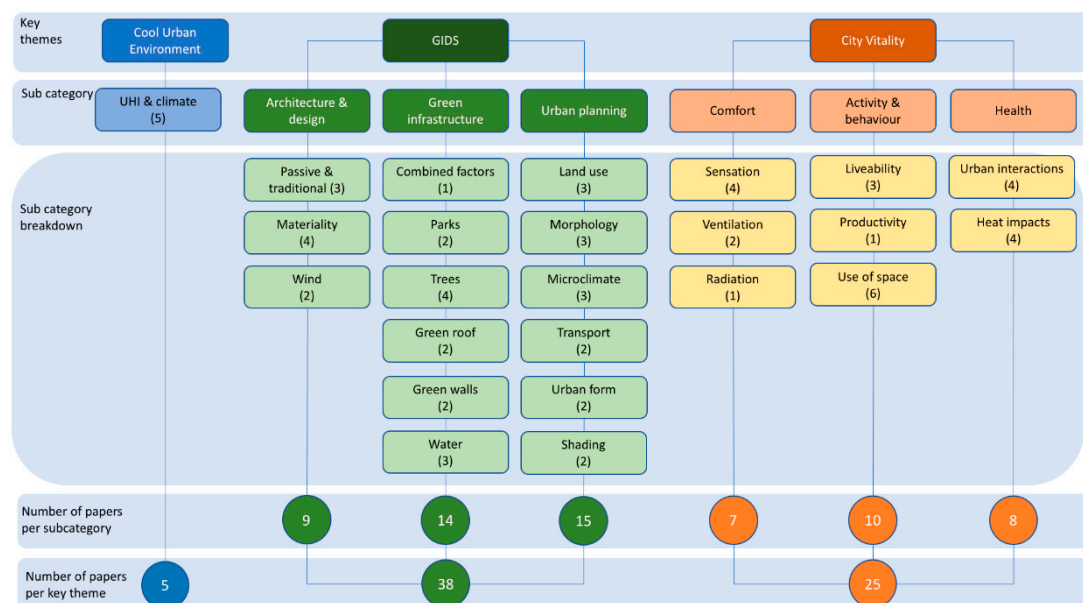 Key
themes
Cool Urban
Environment
GIDS
City Vitality
Sub category
UHI & climate
(5)
Architecture &
design
Green
infrastructure
Urban planning
Comfort
Activity &
behaviour
Health
Sub category
breakdown
Passive &
traditional (3)
Combined factors
(1)
Land use
(3)
Sensation
(4)
Liveability
(3)
Urban interactions
(4)
Materiality
(4)
Parks
(2)
Morphology
(3)
Ventilation
(2)
Productivity
(1)
Heat impacts
(4)
Wind
(2)
Trees
(4)
Microclimate
(3)
Radiation
(1)
Use of space
(6)
Green roof
(2)
Transport
(2)
Green walls
(2)
Urban form
(2)
Water
(3)
Shading
(2)
Number of papers
per subcategory
9
14
15
7
10
8
Number of papers
per key theme
5
38
25